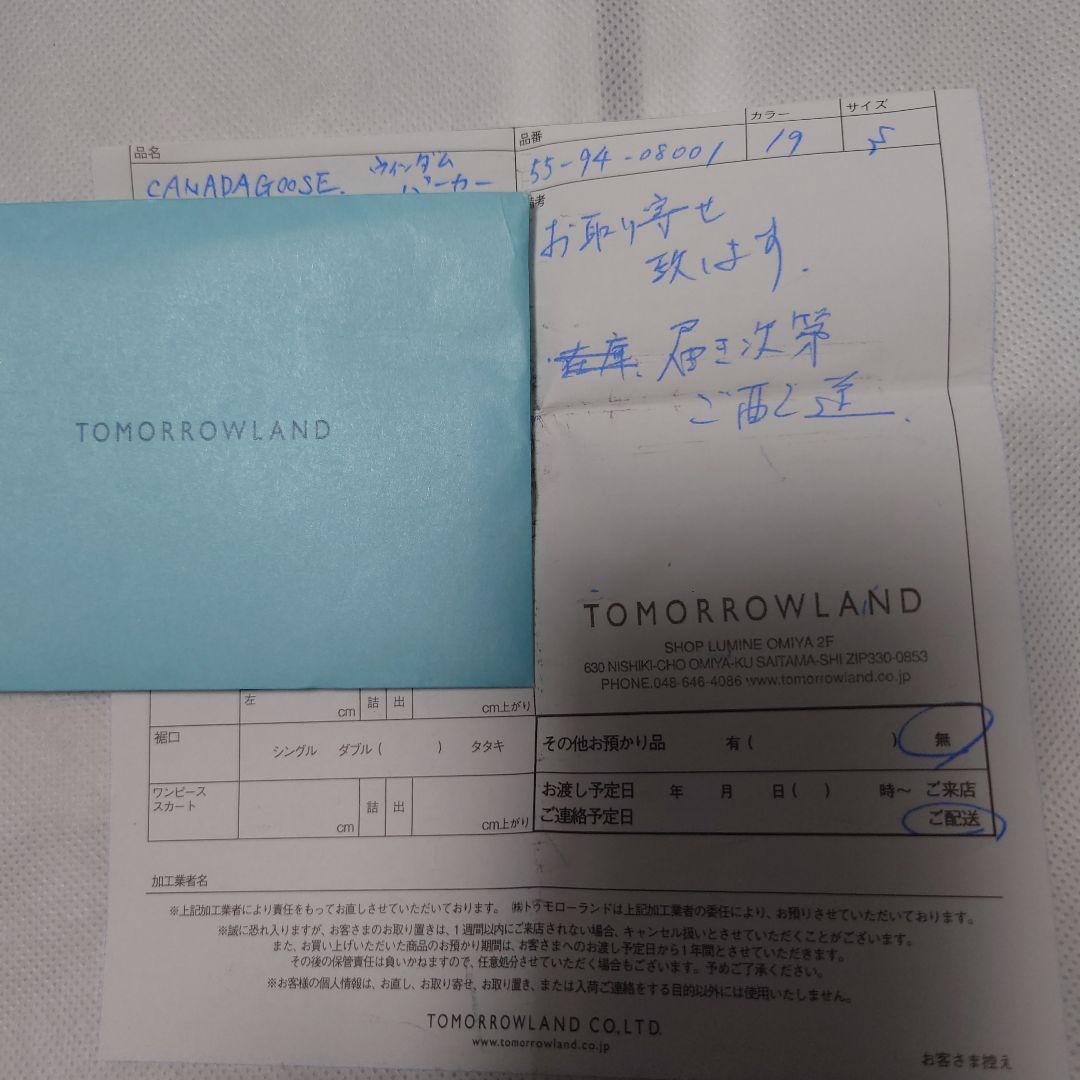 品名
品番
カラー
サイズ
CANADAGOOSE. ウィンダム
パーカー
55-94-08001
19
S
備考
お取り寄せ
致します.
・在庫、届き次第
ご配送.
TOMORROWLAND
TOMORROWLAND
SHOP LUMINE OMIYA 2F
630 NISHIKI-CHO OMIYA-KU SAITAMA-SHI ZIP330-0853
PHONE.048-646-4086 www.tomorrowland.co.jp
左 cm 詰 出 cm上がり
裾口 シングル ダブル ( ) タタキ
その他お預かり品 有 ( ) 無
ワンピース
スカート
cm 詰 出 cm上がり
お渡し予定日 年 月 日 ( ) 時〜 ご来店
ご連絡予定日 ご配送
加工業者名
※上記加工業者により責任をもってお直しさせていただいております。 ㈱トゥモローランドは上記加工業者の委任により、お預りさせていただいております。
※誠に恐れ入りますが、お客さまのお取り置きは、1週間以内にご来店されない場合、キャンセル扱いとさせていただくことがございます。
また、お買い上げいただいた商品のお預かり期間は、お客さまへのお渡し予定日から1年間とさせていただきます。
その後の保管責任は負いかねますので、任意処分させていただく場合もございます。予めご了承ください。
※お客様の個人情報は、お直し、お取り寄せ、お取り置き、または入荷ご連絡をする目的以外には使用いたしません。
TOMORROWLAND CO.,LTD.
www.tomorrowland.co.jp
お客さま控え